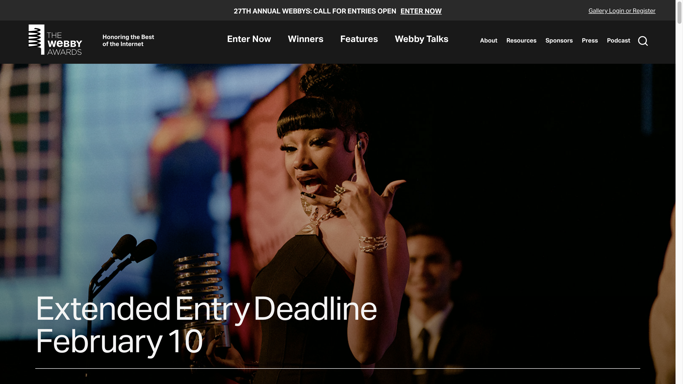 27TH ANNUAL WEBBYS: CALL FOR ENTRIES OPEN ENTER NOW
Gallery Login or Register
THE
WEBBY
AWARDS
Honoring the Best
of the Internet
Enter Now
Winners
Features
Webby Talks
About
Resources
Sponsors
Press
Podcast
Extended Entry Deadline
February 10